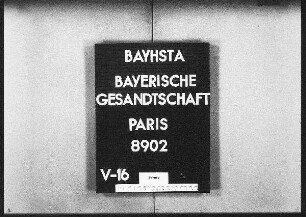 BAYHSTA
BAYERISCHE
GESANDTSCHAFT
PARIS
8902
V-16